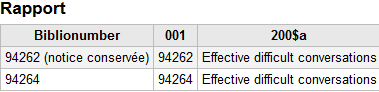 Rapport
Biblionumber 001 200$a
94262 (notice conservée) 94262 Effective difficult conversations
94264 94264 Effective difficult conversations